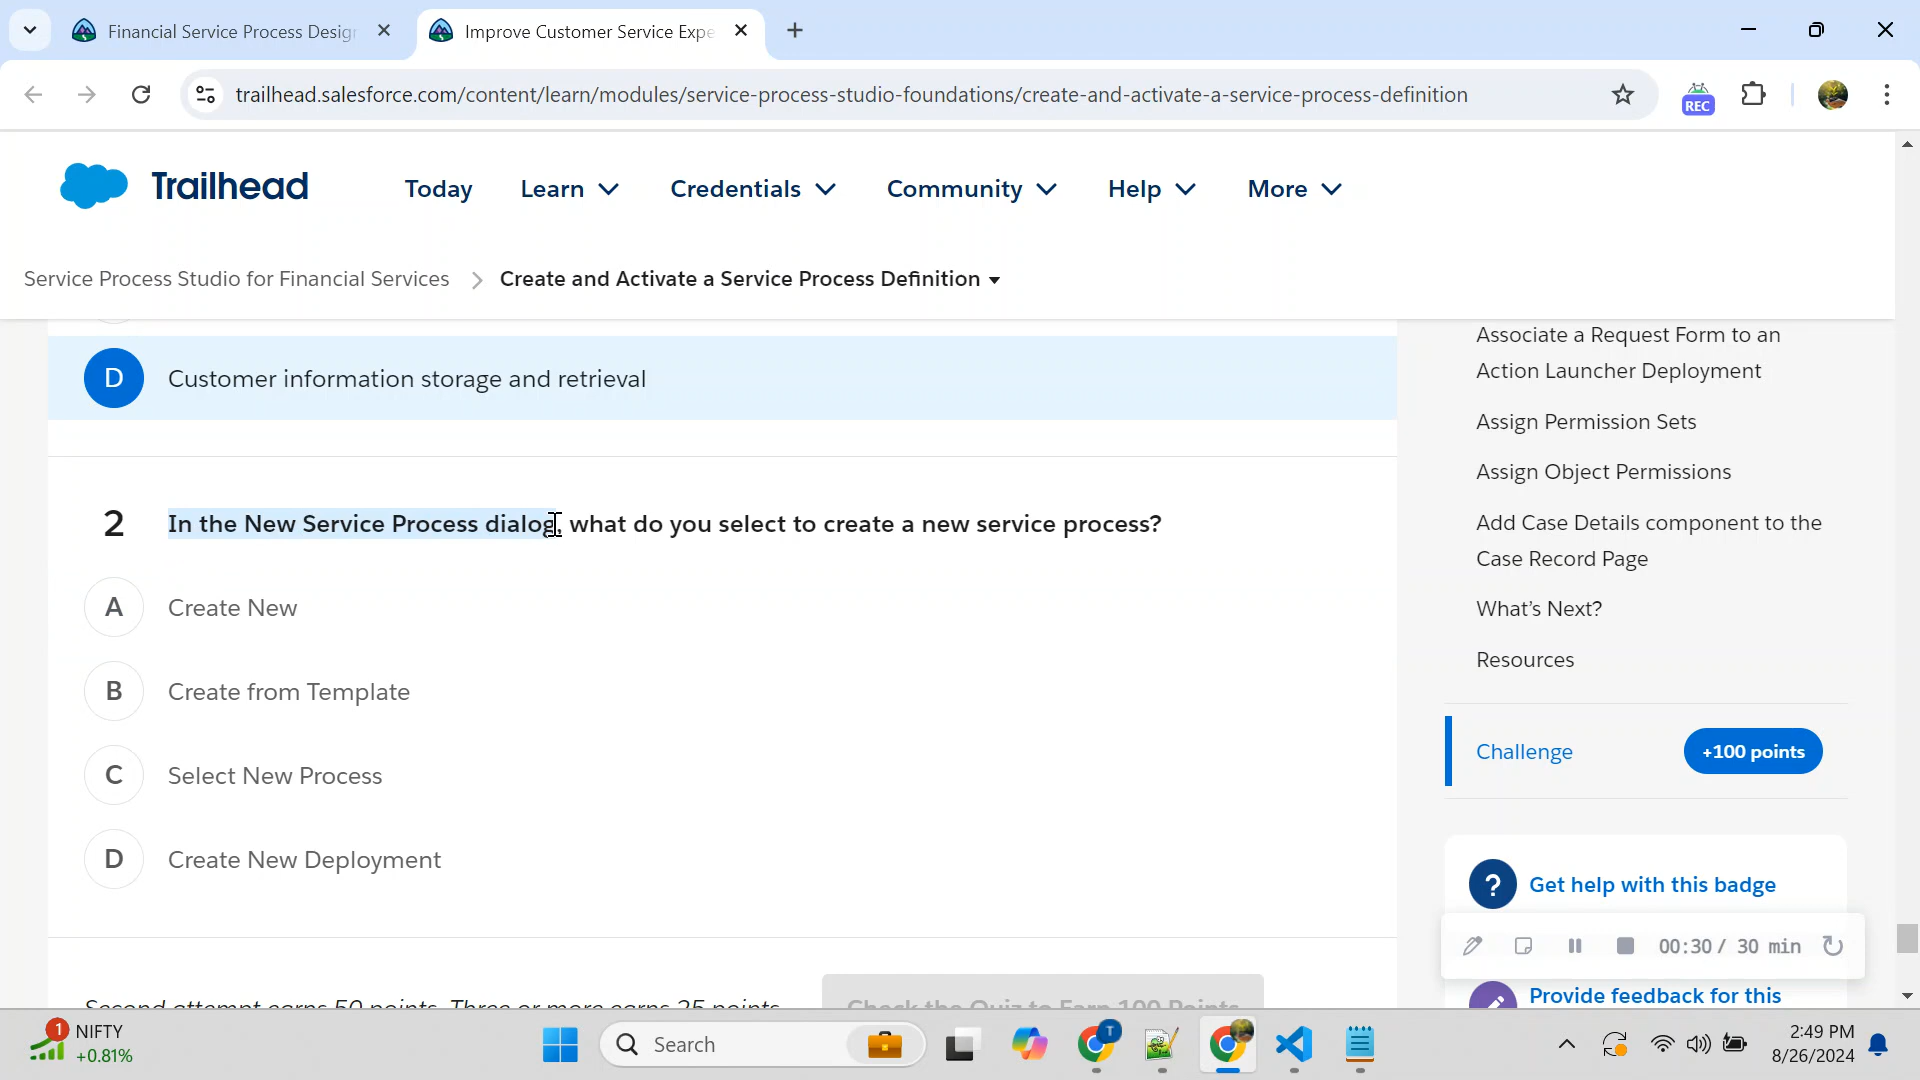 Financial Service Process Desig
Improve Customer Service Expe
trailhead.salesforce.com/content/learn/modules/service-process-studio-foundations/create-and-activate-a-service-process-definition
REC
Trailhead
Today
Learn
Credentials
Community
Help
More
Service Process Studio for Financial Services
Create and Activate a Service Process Definition
D Customer information storage and retrieval
2 In the New Service Process dialog, what do you select to create a new service process?
A Create New
B Create from Template
C Select New Process
D Create New Deployment
Second attempt earns 50 points. Three or more earns 25 points.
Check the Quiz to Earn 100 Points
Associate a Request Form to an
Action Launcher Deployment
Assign Permission Sets
Assign Object Permissions
Add Case Details component to the
Case Record Page
What's Next?
Resources
Challenge
+100 points
? Get help with this badge
00:30 / 30 min
Provide feedback for this
1
NIFTY
+0.81%
Search
T
2:49 PM
8/26/2024